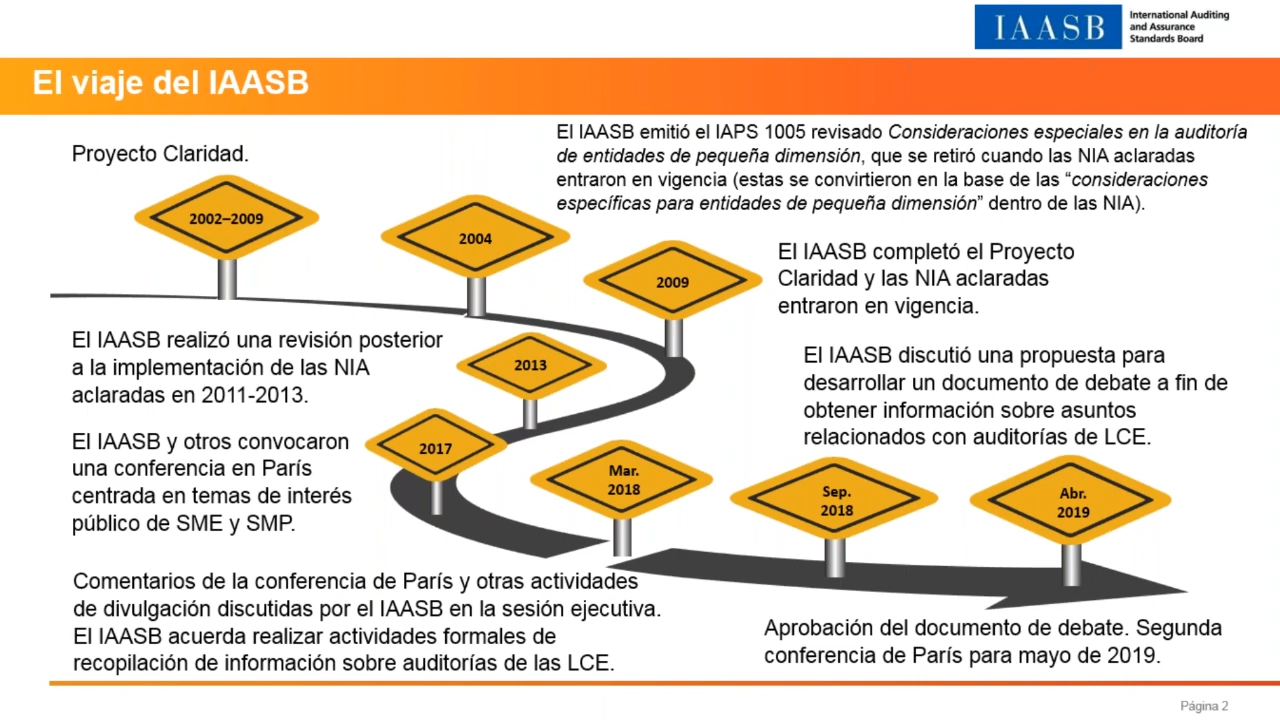 IAASB
International Auditing
and Assurance
Standards Board
El viaje del IAASB
Proyecto Claridad.
2002–2009
El IAASB emitió el IAPS 1005 revisado Consideraciones especiales en la auditoría
de entidades de pequeña dimensión, que se retiró cuando las NIA aclaradas
entraron en vigencia (estas se convirtieron en la base de las “consideraciones
específicas para entidades de pequeña dimensión” dentro de las NIA).
2004
2009
El IAASB completó el Proyecto
Claridad y las NIA aclaradas
entraron en vigencia.
El IAASB realizó una revisión posterior
a la implementación de las NIA
aclaradas en 2011-2013.
2013
El IAASB y otros convocaron
una conferencia en París
centrada en temas de interés
público de SME y SMP.
2017
Comentarios de la conferencia de París y otras actividades
de divulgación discutidas por el IAASB en la sesión ejecutiva.
El IAASB acuerda realizar actividades formales de
recopilación de información sobre auditorías de las LCE.
Mar.
2018
El IAASB discutió una propuesta para
desarrollar un documento de debate a fin de
obtener información sobre asuntos
relacionados con auditorías de LCE.
Sep.
2018
Abr.
2019
Aprobación del documento de debate. Segunda
conferencia de París para mayo de 2019.
Página 2